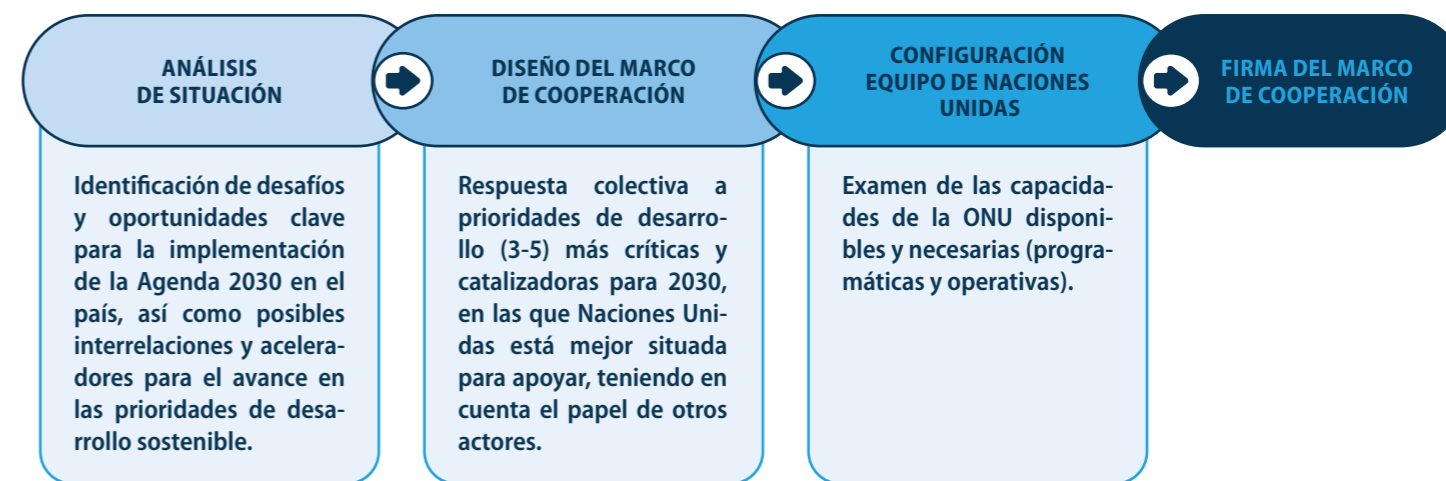 ANÁLISIS
DE SITUACIÓN
Identificación de desafíos
y oportunidades clave
para la implementación
de la Agenda 2030 en el
país, así como posibles
interrelaciones y acelera-
dores para el avance en
las prioridades de desa-
rrollo sostenible.
DISEÑO DEL MARCO
DE COOPERACIÓN
Respuesta colectiva a
prioridades de desarro-
llo (3-5) más críticas y
catalizadoras para 2030,
en las que Naciones Uni-
das está mejor situada
para apoyar, teniendo en
cuenta el papel de otros
actores.
CONFIGURACIÓN
EQUIPO DE NACIONES
UNIDAS
Examen de las capacida-
des de la ONU disponi-
bles y necesarias (progra-
máticas y operativas).
FIRMA DEL MARCO
DE COOPERACIÓN